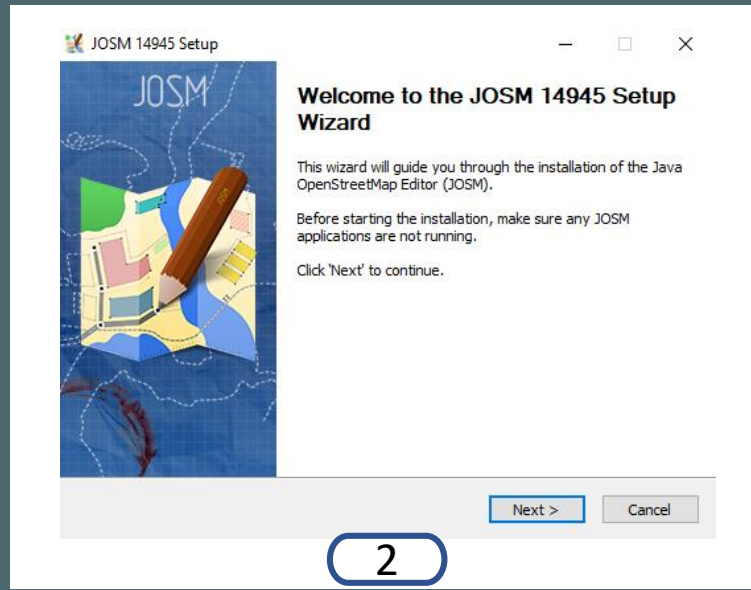 JOSM 14945 Setup
JOSM
Welcome to the JOSM 14945 Setup
Wizard
This wizard will guide you through the installation of the Java
OpenStreetMap Editor (JOSM).
Before starting the installation, make sure any JOSM
applications are not running.
Click 'Next' to continue.
JOSM
Next >
Cancel
2